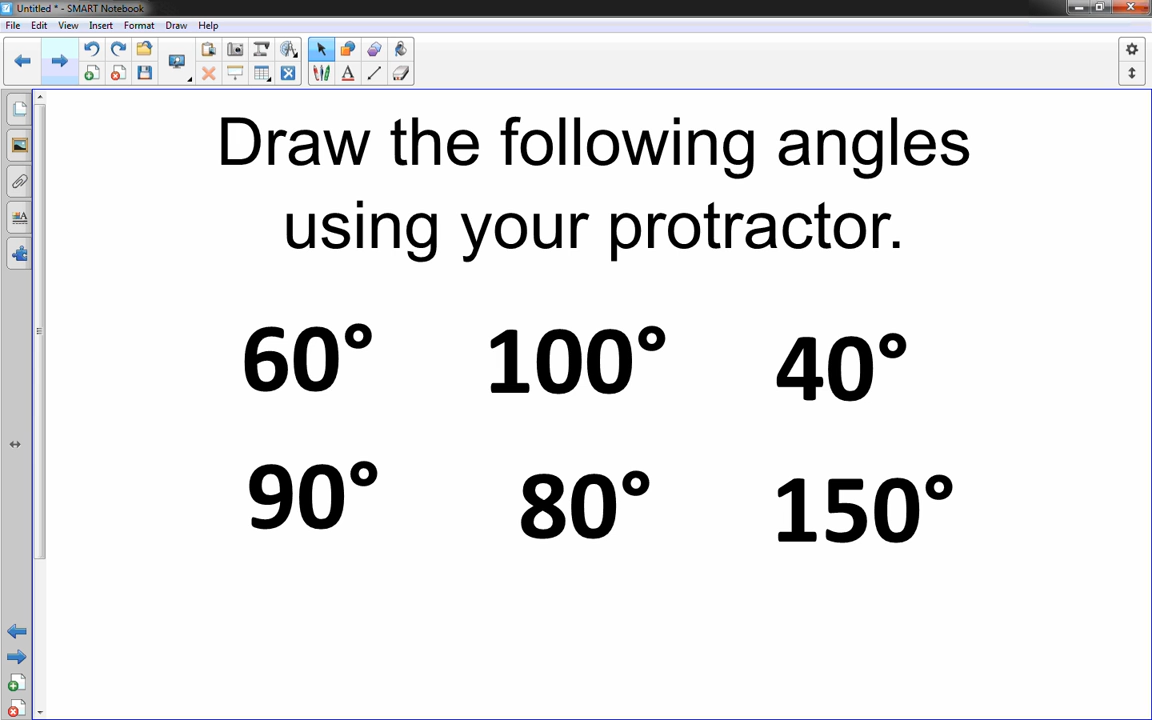 Untitled * - SMART Notebook
File Edit View Insert Format Draw Help
Draw the following angles
using your protractor.
60° 100° 40°
90° 80° 150°